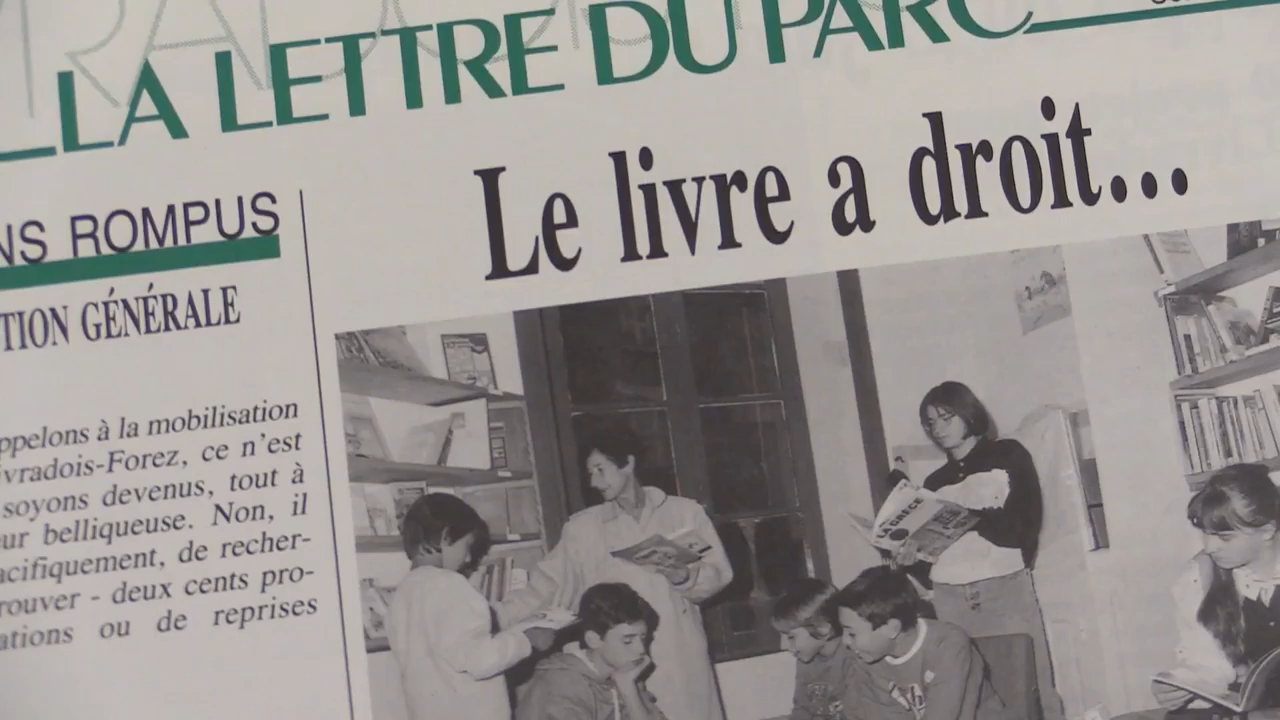 LA LETTRE DU PARC
Le livre a droit...
NS ROMPUS
TION GÉNÉRALE
ppelons à la mobilisation
ivradois-Forez, ce n'est
soyons devenus, tout à
ur belliqueuse. Non, il
acifiquement, de recher-
rouver - deux cents pro-
ations ou de reprises
GRÈCE